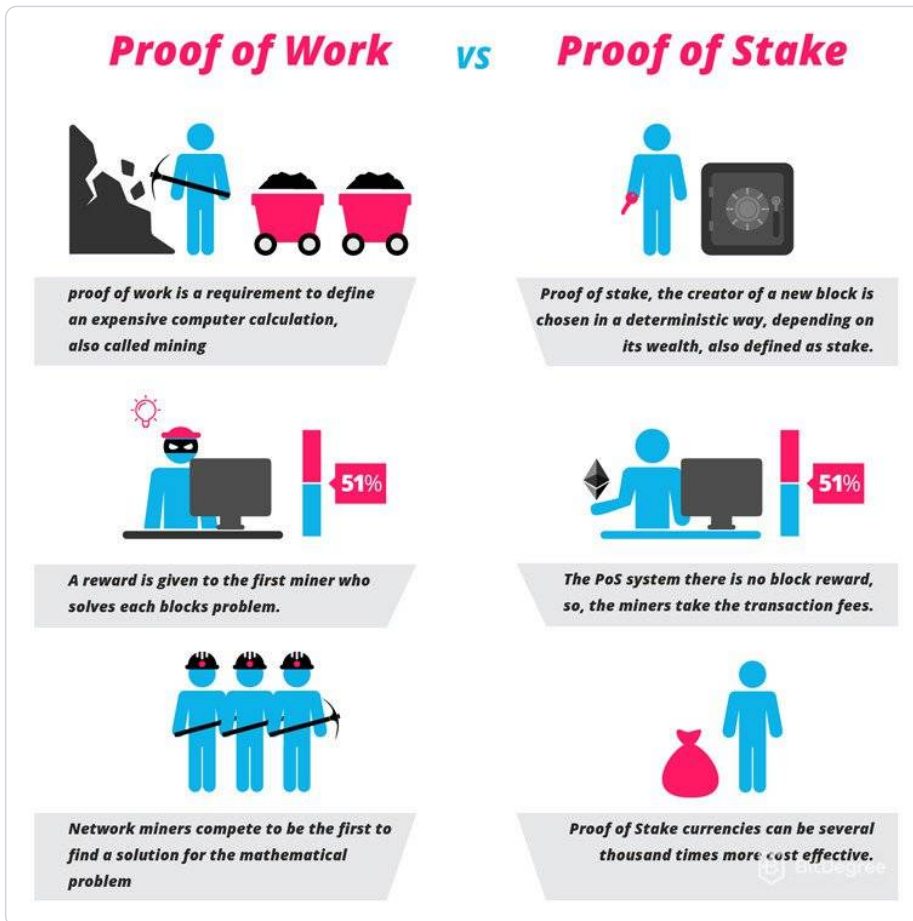 Proof of Work vs Proof of Stake
proof of work is a requirement to define
an expensive computer calculation,
also called mining
Proof of stake, the creator of a new block is
chosen in a deterministic way, depending on
its wealth, also defined as stake.
51%
51%
A reward is given to the first miner who
solves each blocks problem.
The PoS system there is no block reward,
so, the miners take the transaction fees.
Network miners compete to be the first to
find a solution for the mathematical
problem
Proof of Stake currencies can be several
thousand times more cost effective.
BitDegree